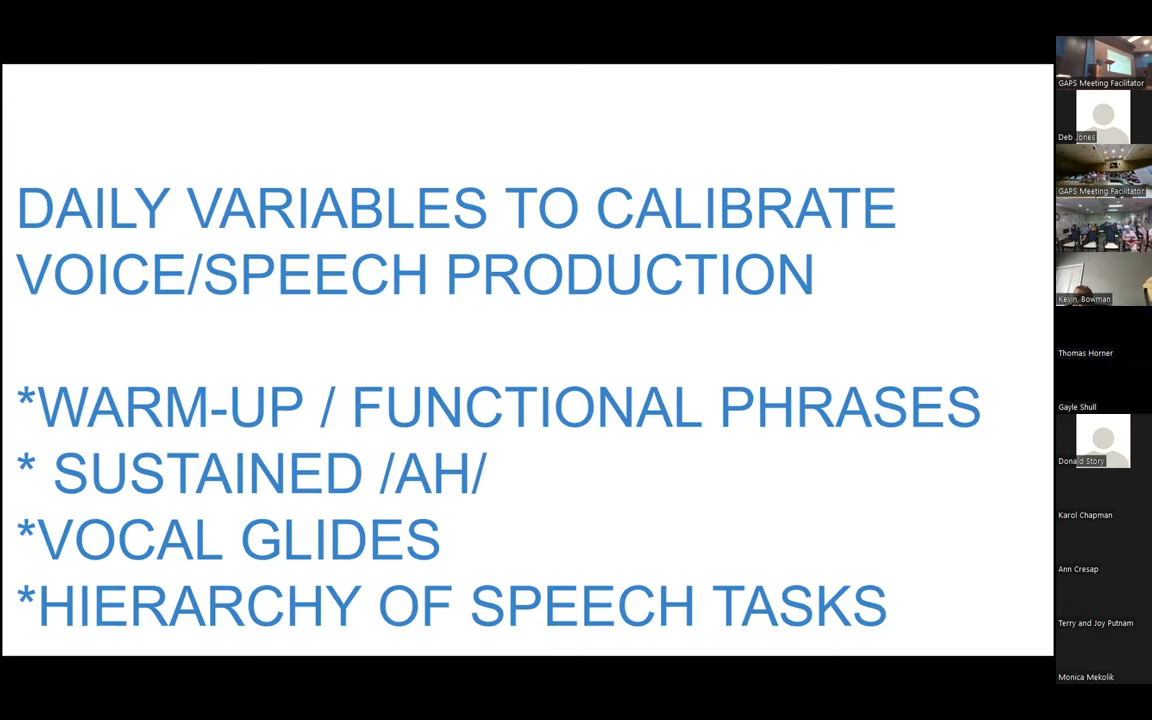 DAILY VARIABLES TO CALIBRATE
VOICE/SPEECH PRODUCTION
*WARM-UP / FUNCTIONAL PHRASES
* SUSTAINED /AH/
*VOCAL GLIDES
*HIERARCHY OF SPEECH TASKS
GAPS Meeting Facilitator
Deb Jones
GAPS Meeting Facilitator
Kevin, Bowman
Thomas Horner
Gayle Shull
Donald Story
Karol Chapman
Ann Cresap
Terry and Joy Putnam
Monica Mekolik